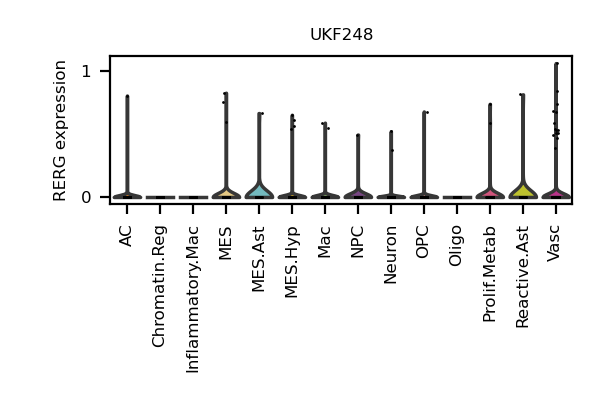 UKF248
RERG expression
1
0
AC
Chromatin.Reg
Inflammatory.Mac
MES
MES.Ast
MES.Hyp
Mac
NPC
Neuron
OPC
Oligo
Prolif.Metab
Reactive.Ast
Vasc